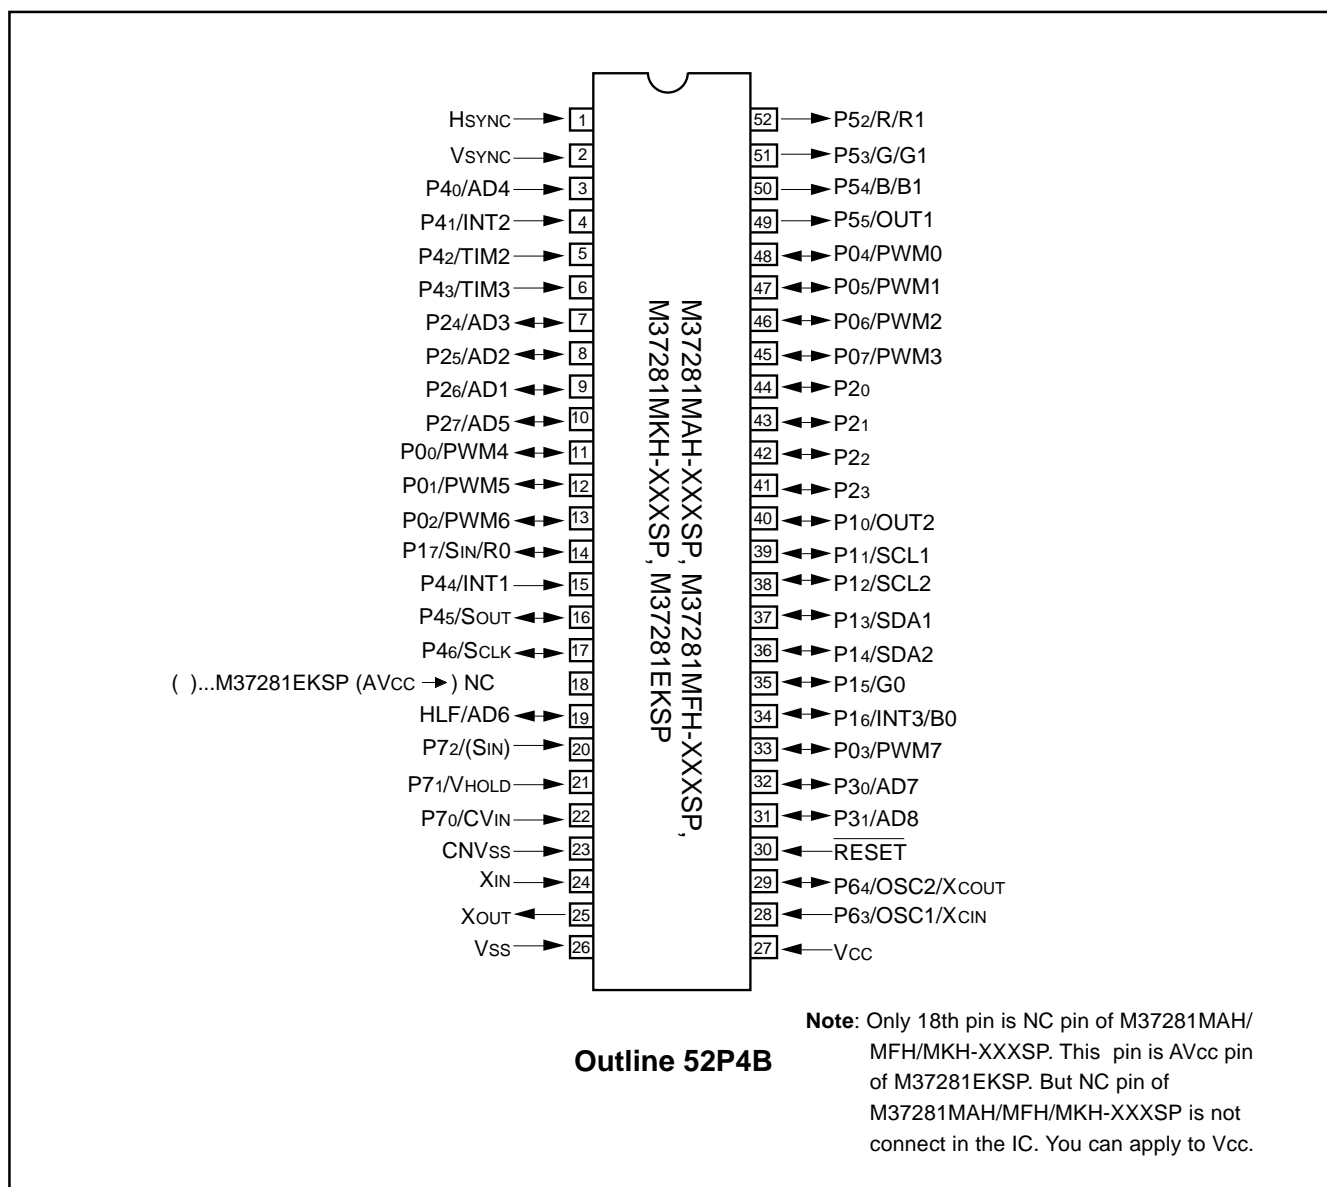 HSYNC 1 52 P52/R/R1
VSYNC 2 51 P53/G/G1
P40/AD4 3 50 P54/B/B1
P41/INT2 4 49 P55/OUT1
P42/TIM2 5 48 P04/PWM0
P43/TIM3 6 47 P05/PWM1
P24/AD3 7 46 P06/PWM2
P25/AD2 8 45 P07/PWM3
P26/AD1 9 44 P20
P27/AD5 10 43 P21
P00/PWM4 11 42 P22
P01/PWM5 12 41 P23
P02/PWM6 13 40 P10/OUT2
P17/SIN/R0 14 39 P11/SCL1
P44/INT1 15 38 P12/SCL2
P45/SOUT 16 37 P13/SDA1
P46/SCLK 17 36 P14/SDA2
( )...M37281EKSP (AVCC → ) NC 18 35 P15/G0
HLF/AD6 19 34 P16/INT3/B0
P72/(SIN) 20 33 P03/PWM7
P71/VHOLD 21 32 P30/AD7
P70/CVIN 22 31 P31/AD8
CNVSS 23 30 RESET
XIN 24 29 P64/OSC2/XCOUT
XOUT 25 28 P63/OSC1/XCIN
VSS 26 27 VCC
M37281MAH-XXXSP, M37281MFH-XXXSP,
M37281MKH-XXXSP, M37281EKSP
Outline 52P4B
Note: Only 18th pin is NC pin of M37281MAH/
MFH/MKH-XXXSP. This pin is AVcc pin
of M37281EKSP. But NC pin of
M37281MAH/MFH/MKH-XXXSP is not
connect in the IC. You can apply to Vcc.